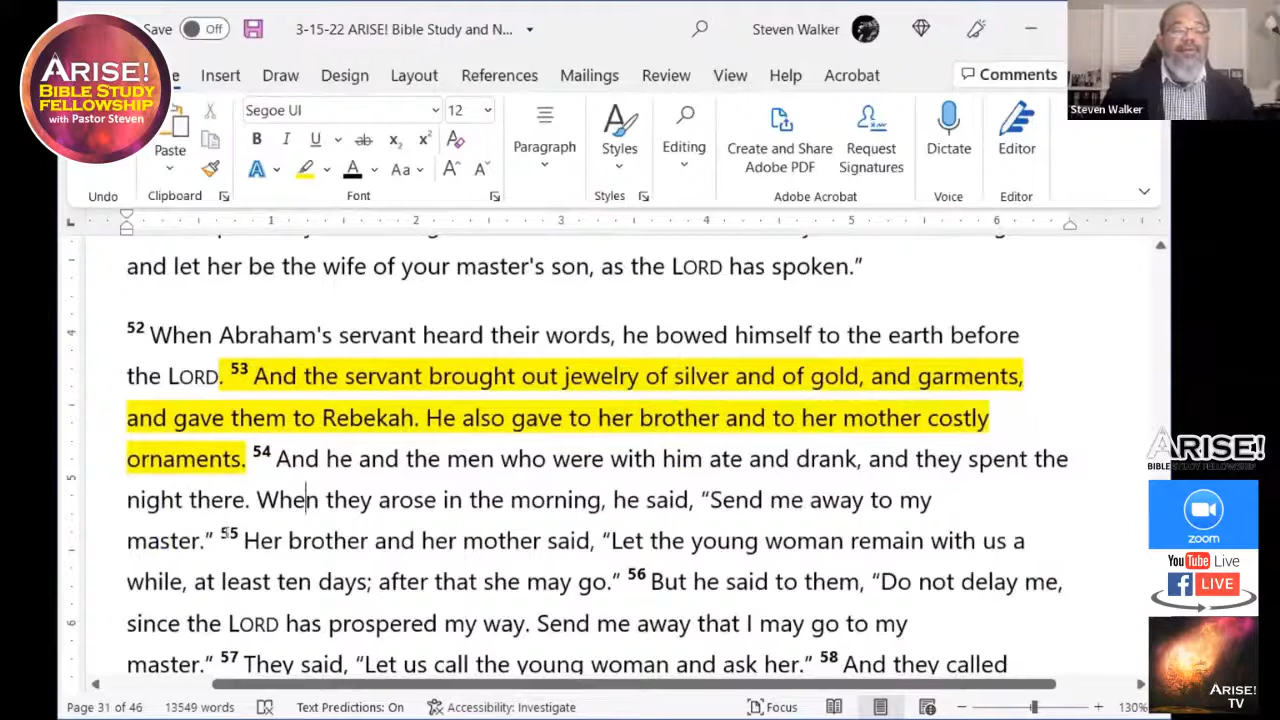 Save Off 3-15-22 ARISE! Bible Study and N... Steven Walker
ARISE!
BIBLE STUDY
FELLOWSHIP
with Pastor Steven
Insert Draw Design Layout References Mailings Review View Help Acrobat Comments
Steven Walker
Segoe UI 12
Paste
Paragraph Styles Editing Create and Share Adobe PDF Request Signatures Dictate Editor
Undo Clipboard Font Styles Adobe Acrobat Voice Editor
1 2 3 4 5 6
and let her be the wife of your master's son, as the LORD has spoken.”
52 When Abraham's servant heard their words, he bowed himself to the earth before
the LORD. 53 And the servant brought out jewelry of silver and of gold, and garments,
and gave them to Rebekah. He also gave to her brother and to her mother costly
ornaments. 54 And he and the men who were with him ate and drank, and they spent the
night there. When they arose in the morning, he said, “Send me away to my
master.” 55 Her brother and her mother said, “Let the young woman remain with us a
while, at least ten days; after that she may go.” 56 But he said to them, “Do not delay me,
since the LORD has prospered my way. Send me away that I may go to my
master.” 57 They said, “Let us call the young woman and ask her.” 58 And they called
4
5
6
ARISE!
BIBLE STUDY FELLOWSHIP
zoom
YouTube Live
LIVE
ARISE!
TV
Page 31 of 46 13549 words Text Predictions: On Accessibility: Investigate Focus 130%